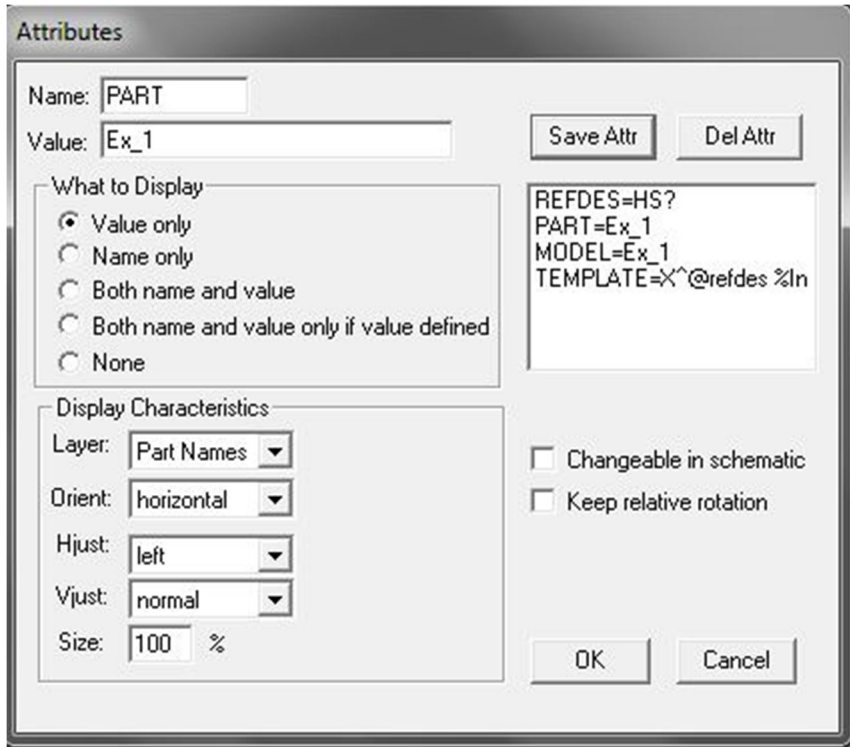 Attributes
Name: PART
Value: Ex_1
Save Attr
Del Attr
What to Display
Value only
Name only
Both name and value
Both name and value only if value defined
None
REFDES=HS?
PART=Ex_1
MODEL=Ex_1
TEMPLATE=X^@refdes %In
Display Characteristics
Layer: Part Names
Orient: horizontal
Hjust: left
Vjust: normal
Size: 100 %
Changeable in schematic
Keep relative rotation
OK
Cancel